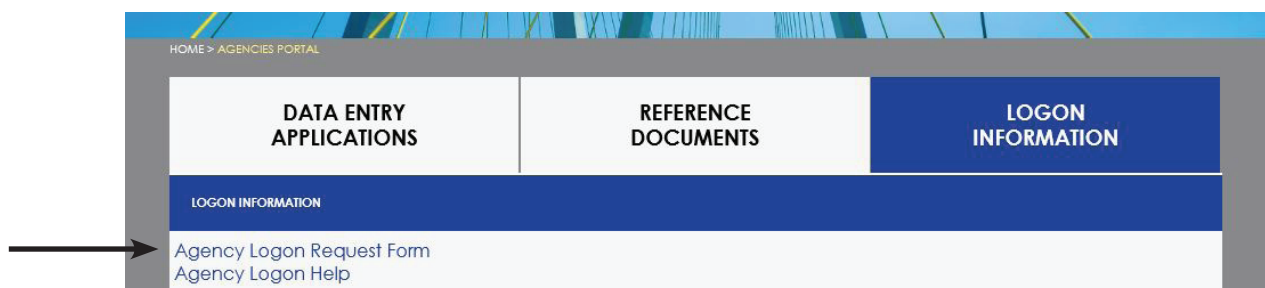 HOME > AGENCIES PORTAL
DATA ENTRY
APPLICATIONS
REFERENCE
DOCUMENTS
LOGON
INFORMATION
LOGON INFORMATION
Agency Logon Request Form
Agency Logon Help